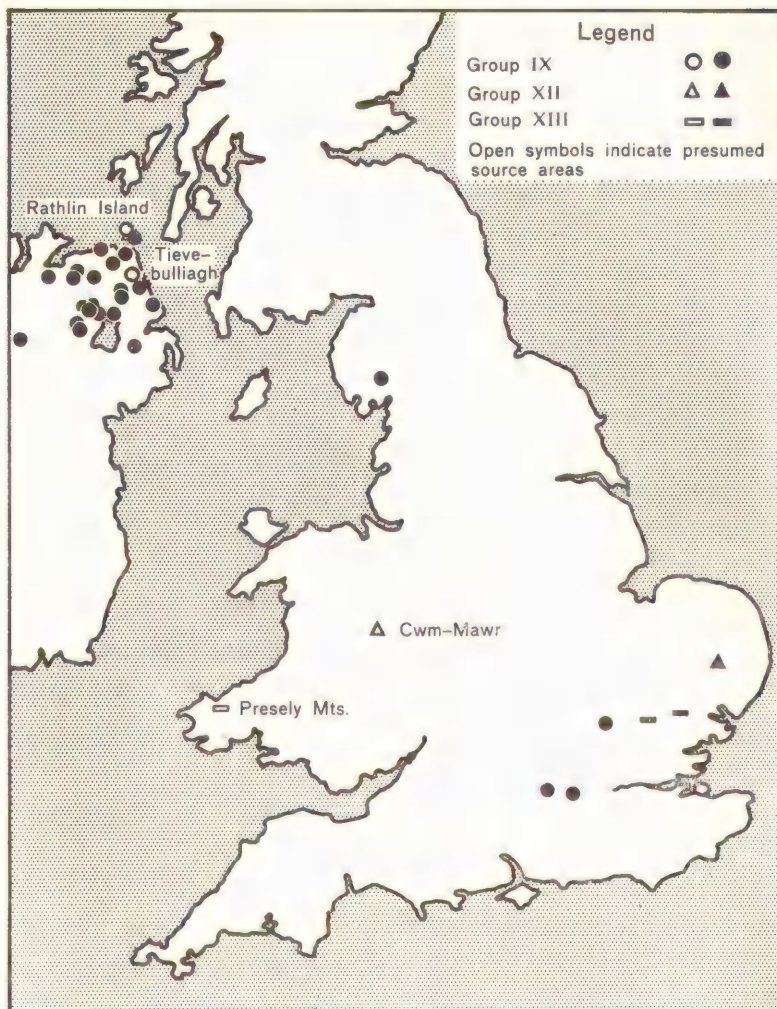 Legend
Group IX
Group XII
Group XIII
Open symbols indicate presumed
source areas
Rathlin Island
Tieve-
bulliagh
Cwm-Mawr
Presely Mts.